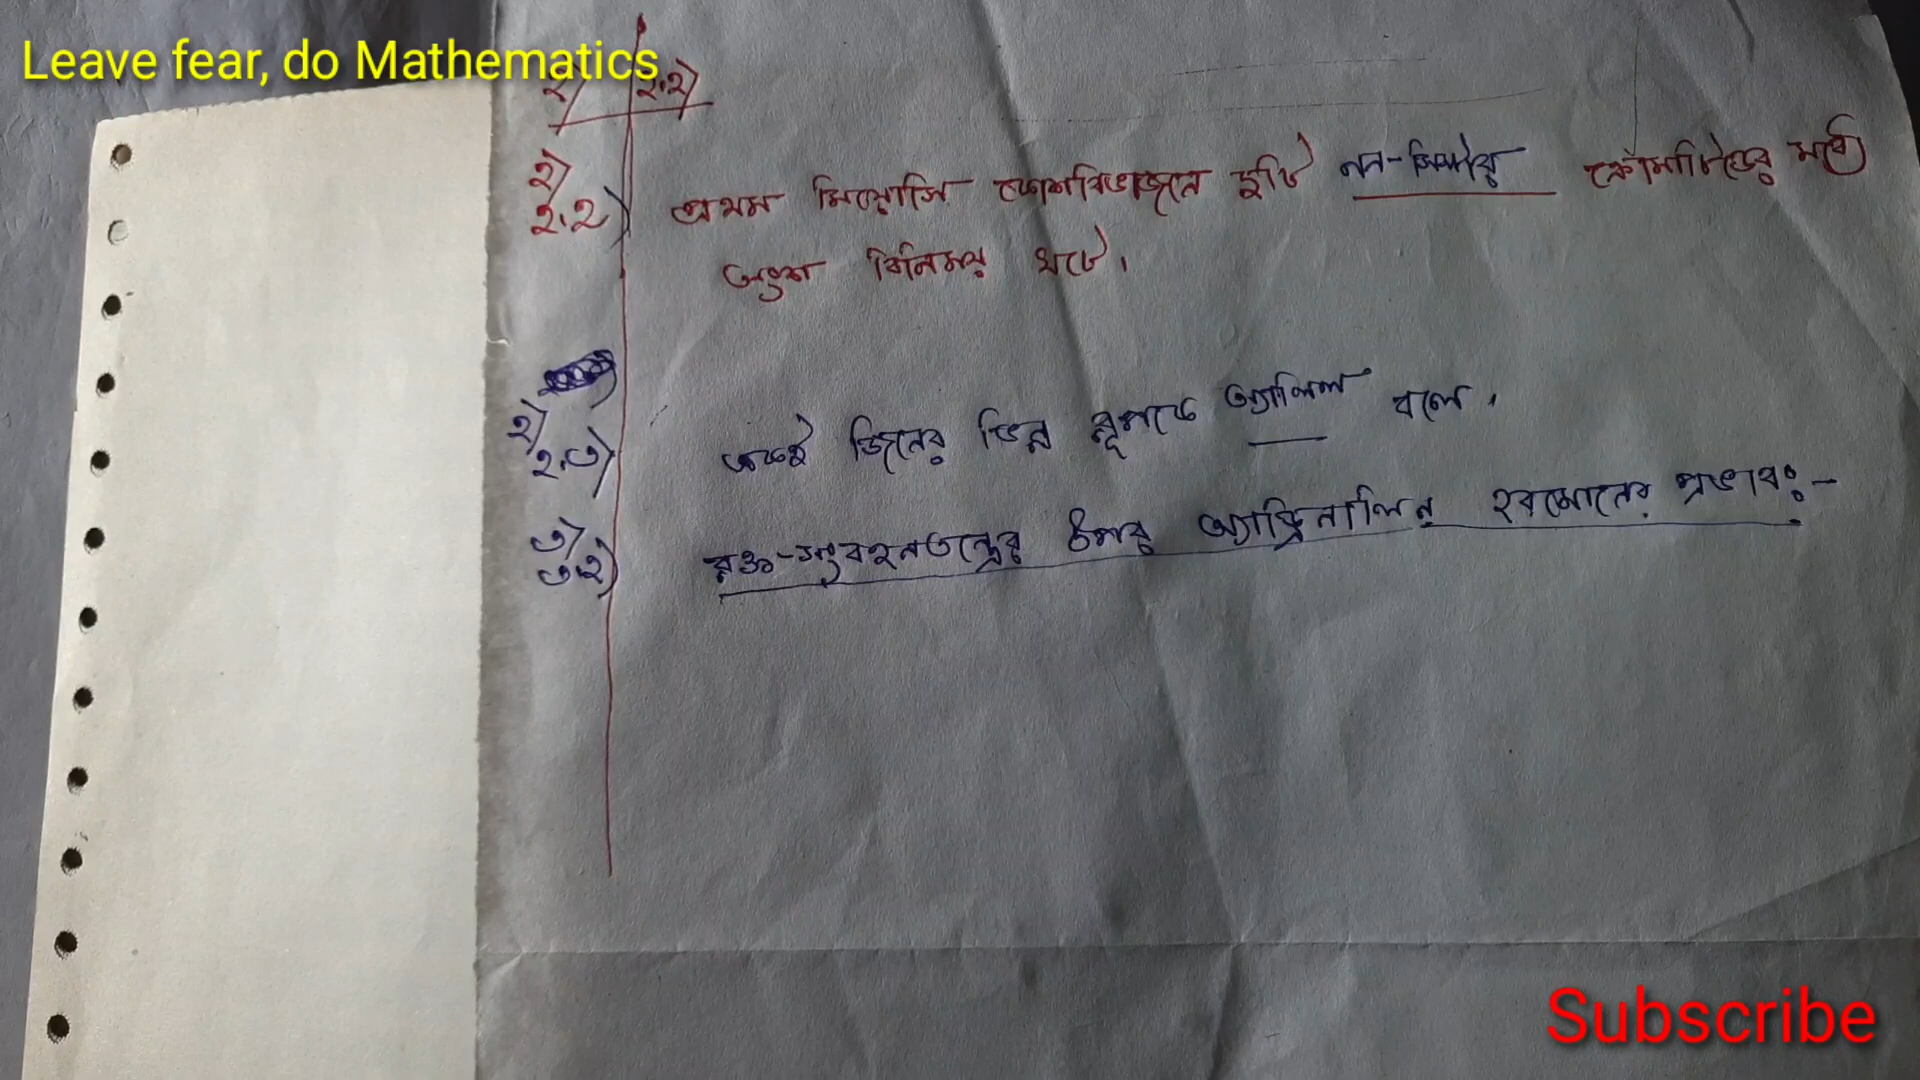 Leave fear, do Mathematics
২) ২.২)
২)
২.২) প্রথম মিয়োসি কোশবিভাজনে দুটি নন-সিস্টার ক্রোমাটিডের মধ্যে
অংশ বিনিময় ঘটে।
২)
২.৩) একই জিনের ভিন্ন রূপকে অ্যালিল বলে।
৩)
৩.২) রক্ত-সংবহনতন্ত্রের উপর অ্যাড্রিনালিন হরমোনের প্রভাবঃ-
Subscribe